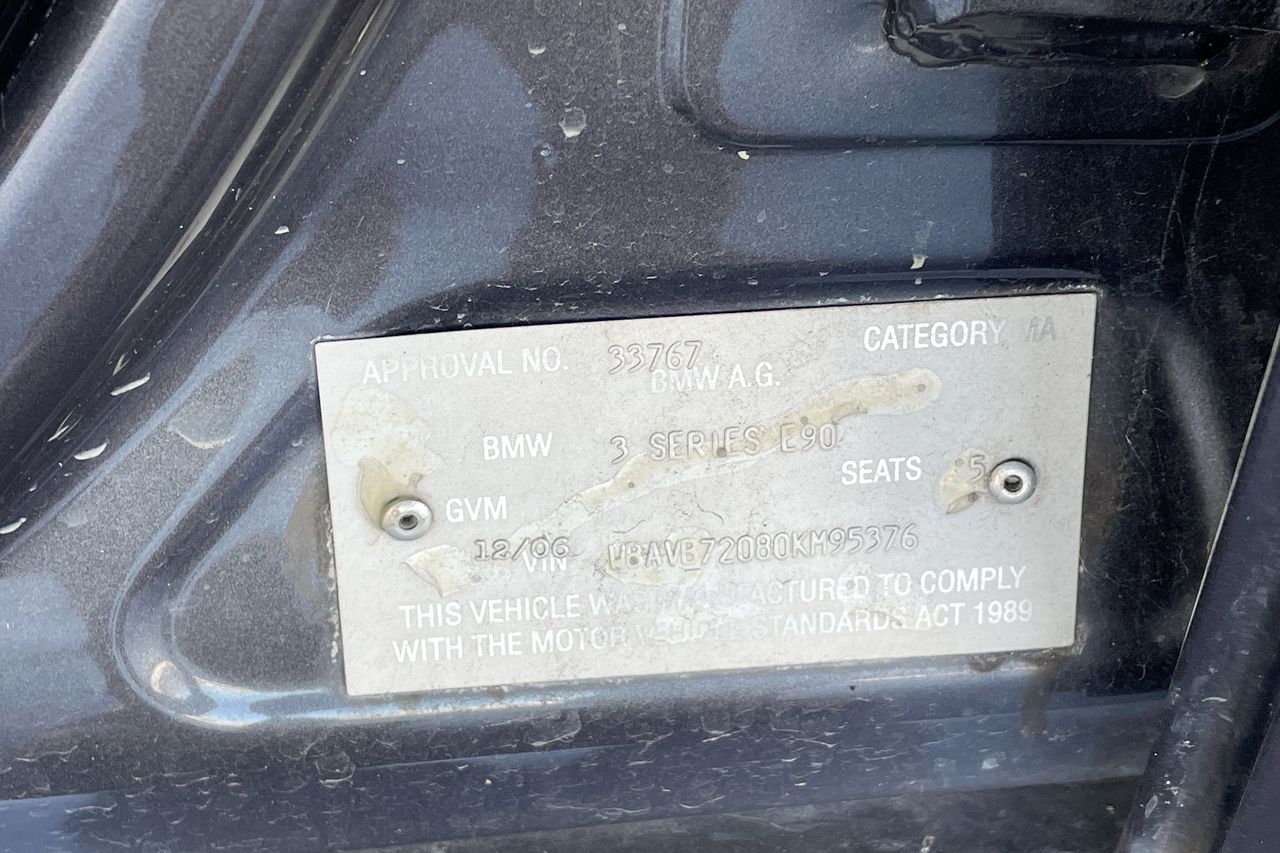 APPROVAL NO. 33767 CATEGORY MA
BMW A.G.
BMW 3 SERIES E90
SEATS 5
GVM
12/06 VIN WBAVB72080KM95376
THIS VEHICLE WAS MANUFACTURED TO COMPLY
WITH THE MOTOR VEHICLE STANDARDS ACT 1989